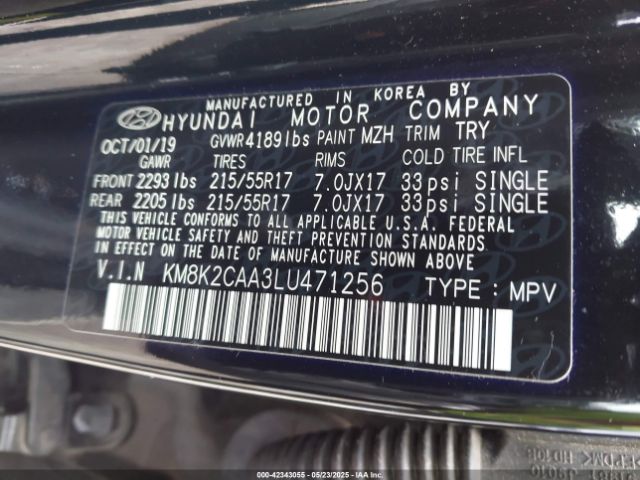 MANUFACTURED IN KOREA BY
HYUNDAI MOTOR COMPANY
OCT/01/19 GVWR4189lbs PAINT MZH TRIM TRY
GAWR TIRES RIMS COLD TIRE INFL
FRONT 2293lbs 215/55R17 7.0JX17 33psi SINGLE
REAR 2205lbs 215/55R17 7.0JX17 33psi SINGLE
THIS VEHICLE CONFORMS TO ALL APPLICABLE U.S.A. FEDERAL
MOTOR VEHICLE SAFETY AND THEFT PREVENTION STANDARDS
IN EFFECT ON THE DATE OF MANUFACTURE SHOWN ABOVE.
V.I.N KM8K2CAA3LU471256 TYPE:MPV
00-42343055 - 05/23/2025 - Copyright © IAA, LLC